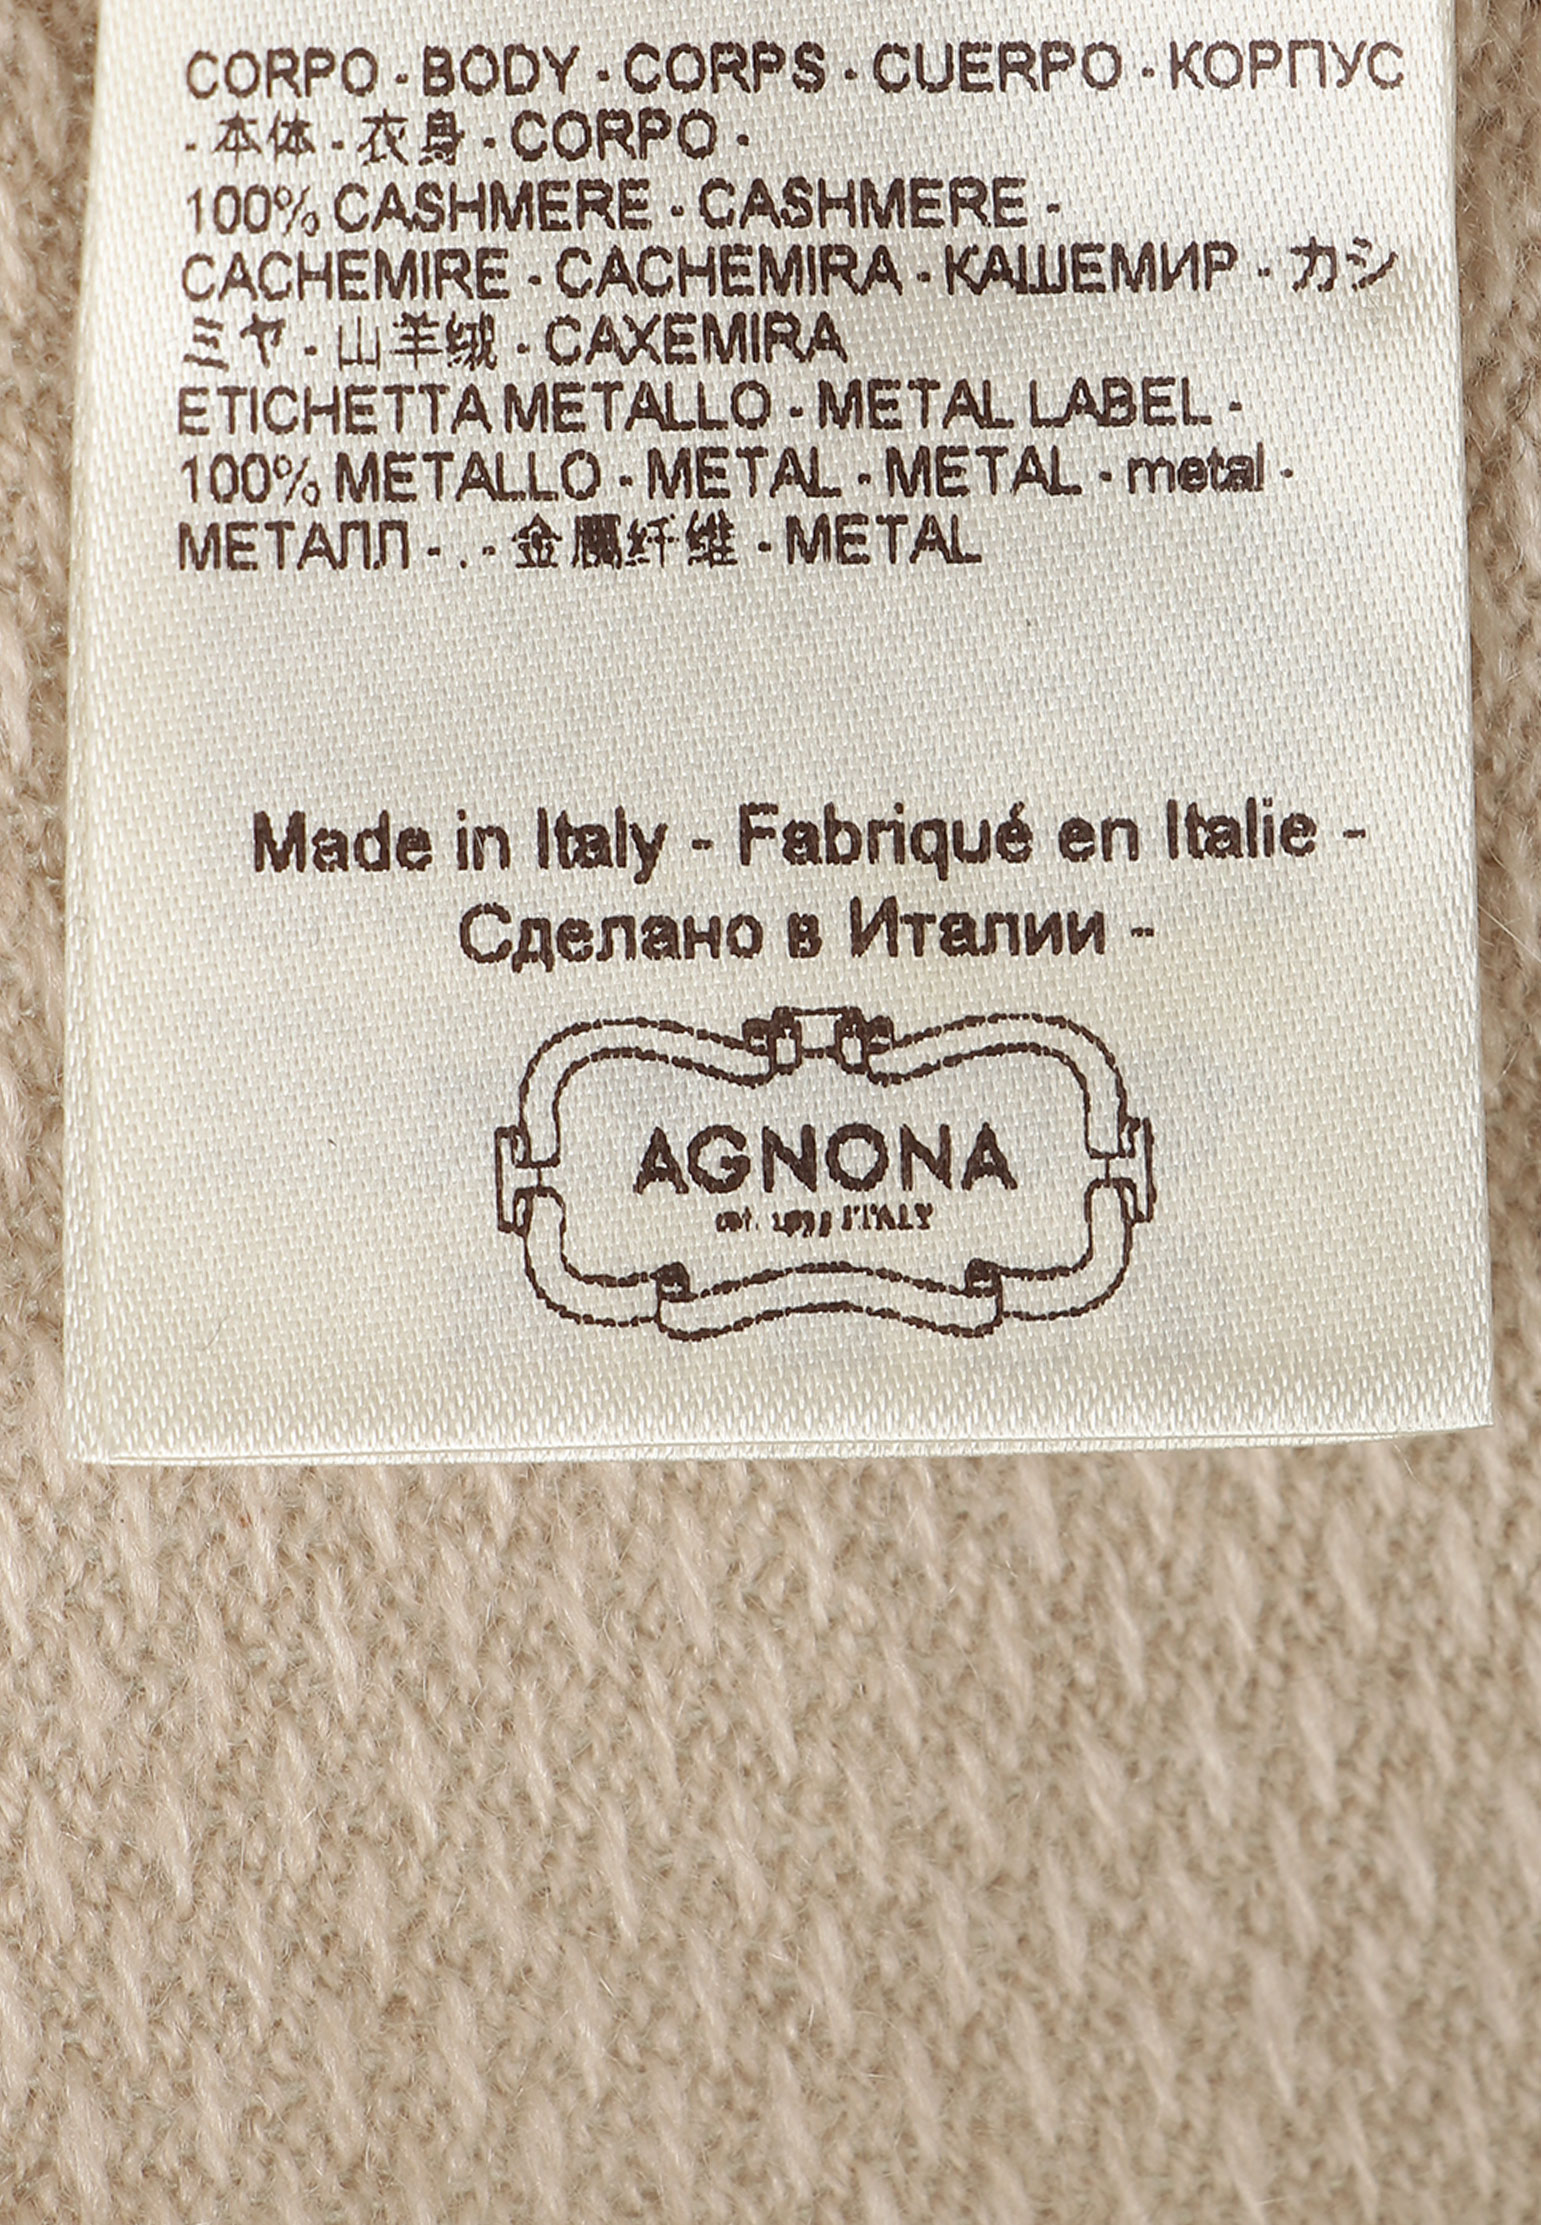 CORPO - BODY - CORPS - CUERPO - КОРПУС
- 本体 - 衣身 - CORPO -
100% CASHMERE - CASHMERE -
CACHEMIRE - CACHEMIRA - КАШЕМИР - カシ
ミヤ - 山羊绒 - CAXEMIRA
ETICHETTA METALLO - METAL LABEL -
100% METALLO - METAL - METAL - metal -
МЕТАЛЛ - . - 金属纤维 - METAL
Made in Italy - Fabriqué en Italie -
Сделано в Италии -
AGNONA
est. ITALY